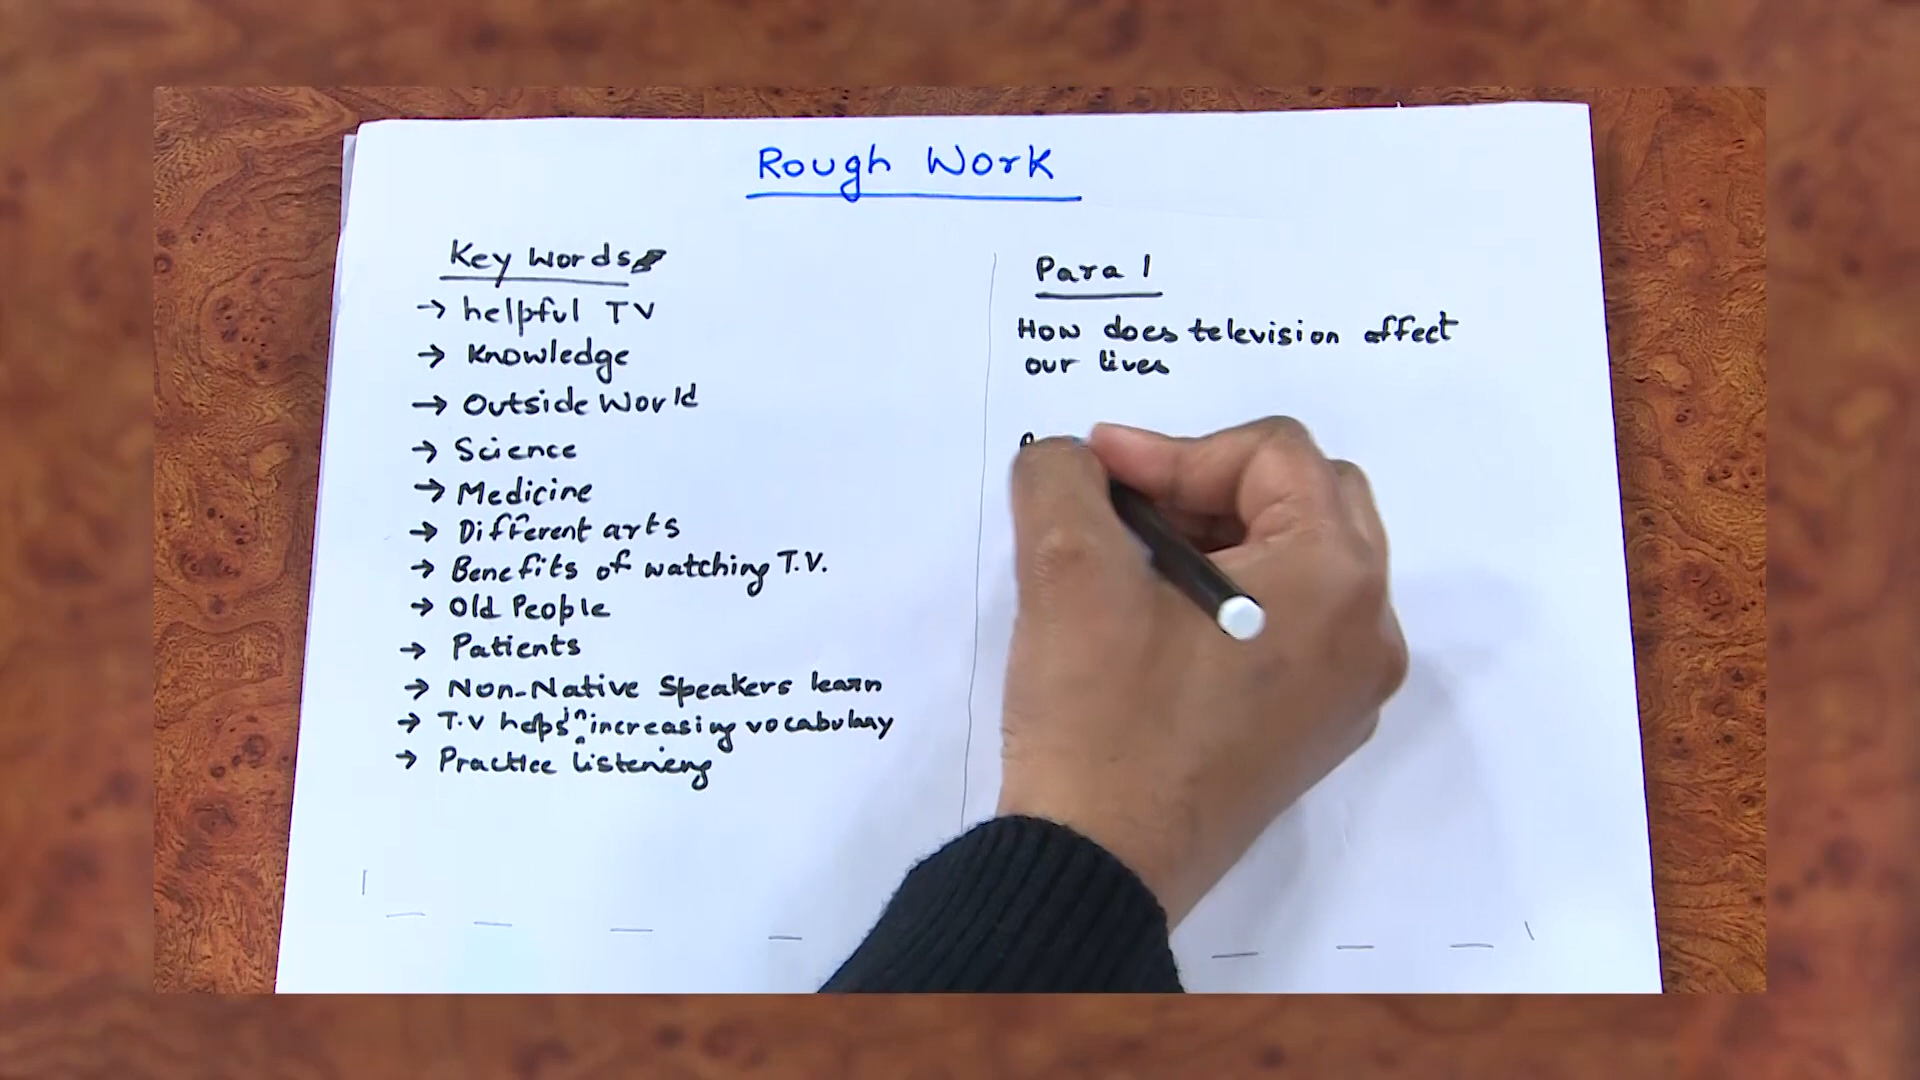 Rough Work
Key Words
→ helpful TV
→ Knowledge
→ Outside World
→ Science
→ Medicine
→ Different arts
→ Benefits of watching T.V.
→ Old People
→ Patients
→ Non-Native Speakers learn
→ T.V helps in increasing vocabulary
→ Practice listening
Para 1
How does television affect
our lives